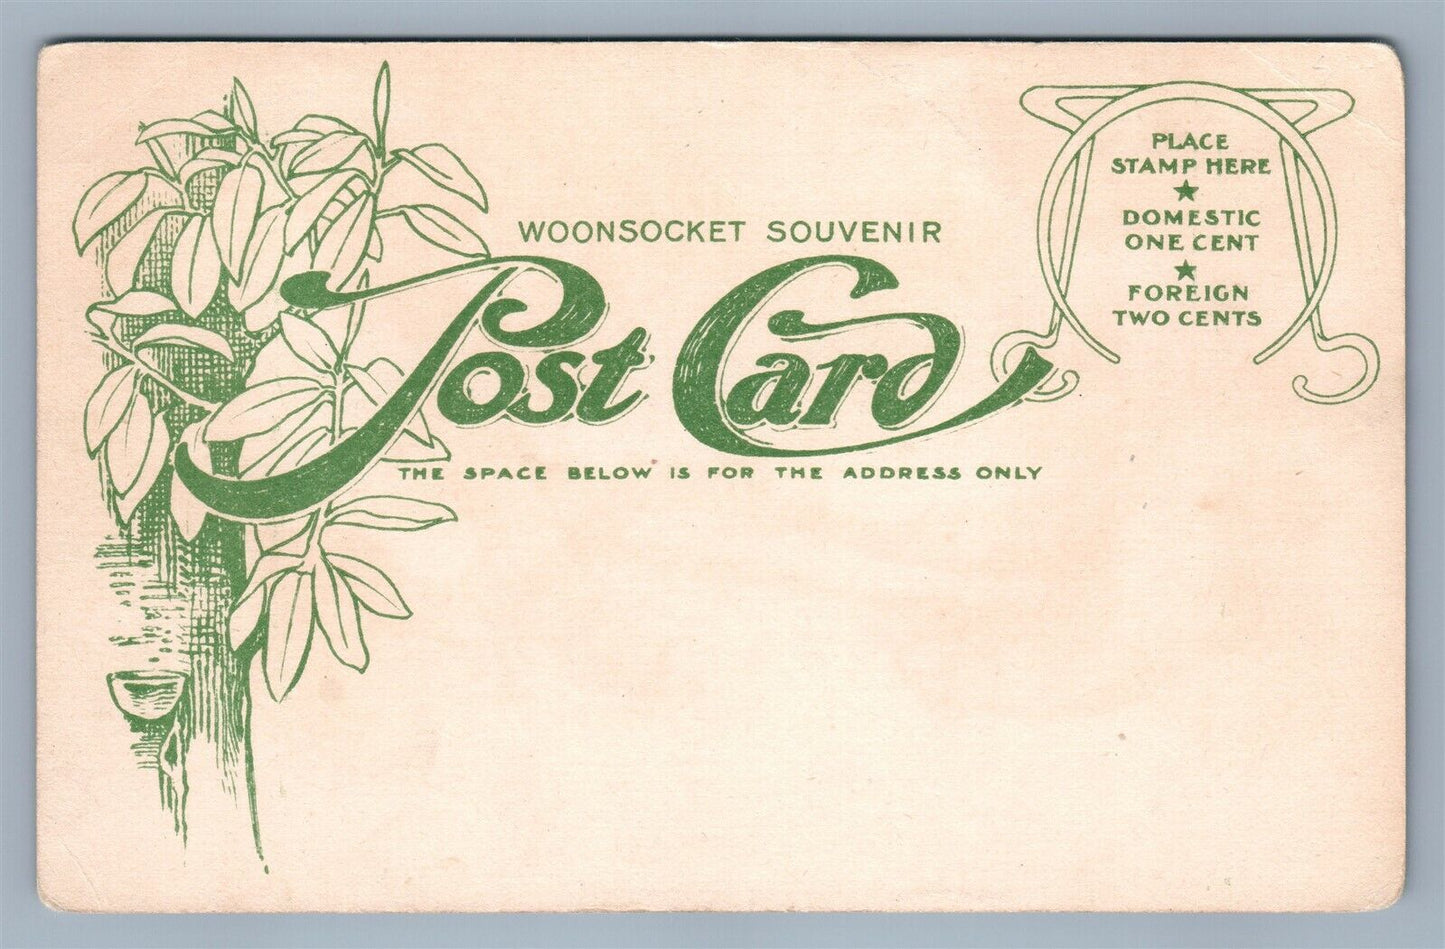 WOONSOCKET SOUVENIR
Post Card
THE SPACE BELOW IS FOR THE ADDRESS ONLY
PLACE
STAMP HERE
★
DOMESTIC
ONE CENT
★
FOREIGN
TWO CENTS